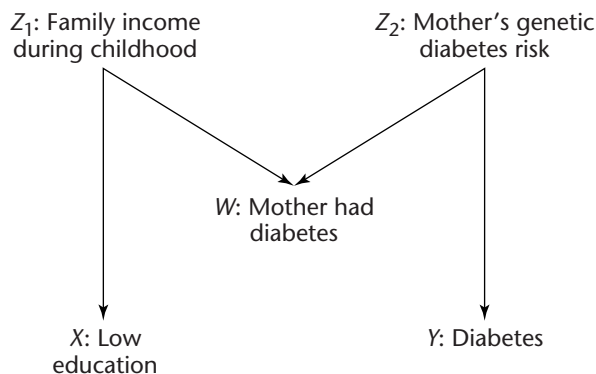 Z1: Family income
during childhood
Z2: Mother's genetic
diabetes risk
W: Mother had
diabetes
X: Low
education
Y: Diabetes